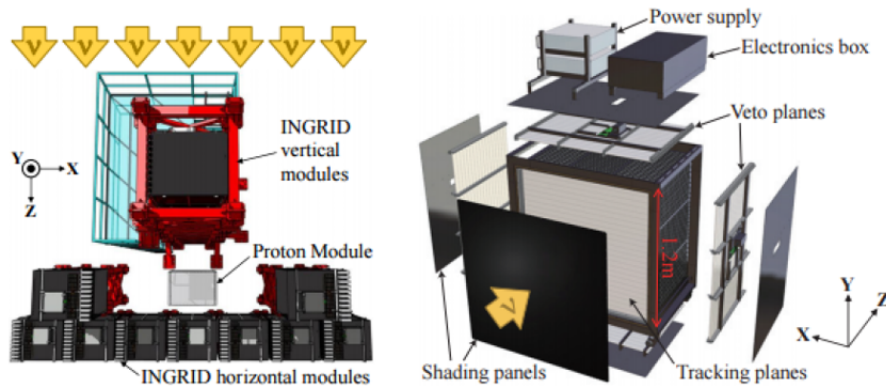 ν ν ν ν ν ν ν
INGRID
vertical
modules
Y
X
Z
Proton Module
INGRID horizontal modules
Power supply
Electronics box
Veto planes
1.2m
ν
Y
Z
X
Shading panels
Tracking planes